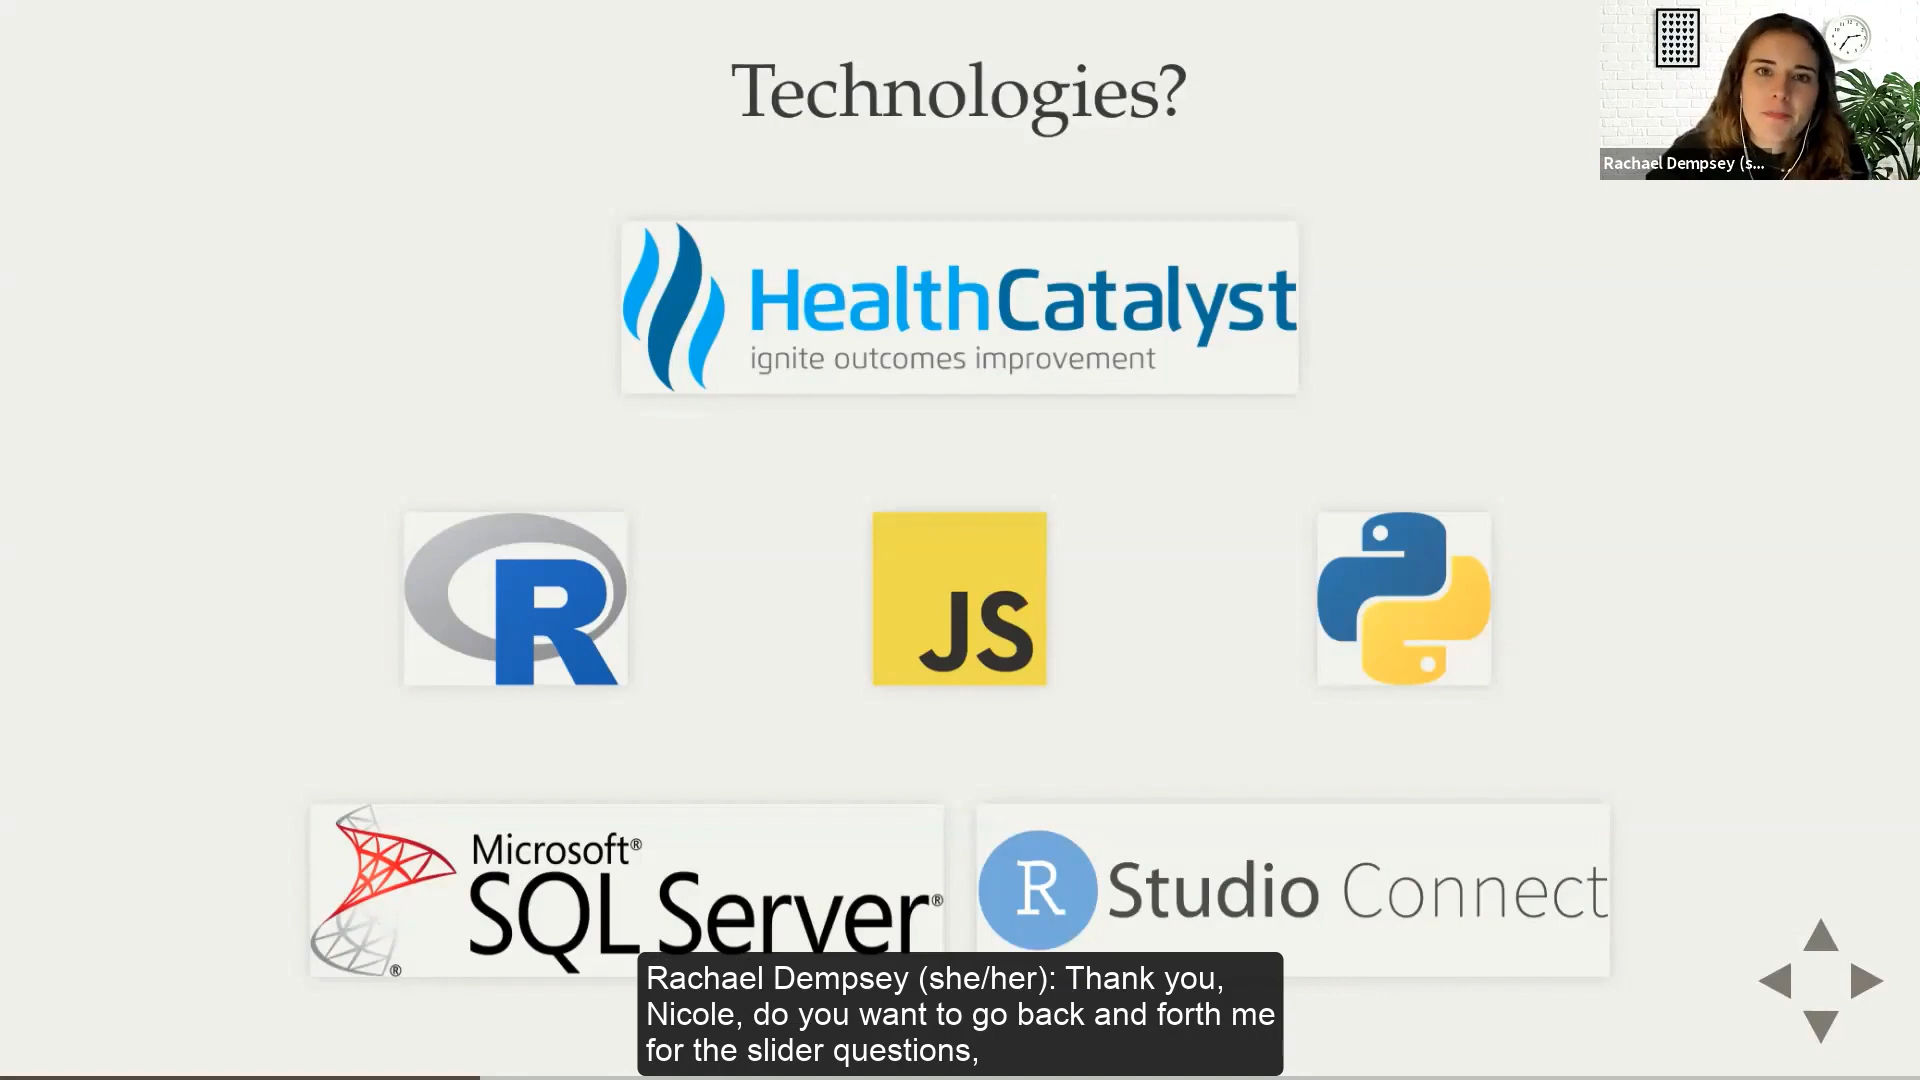 Technologies?
Rachael Dempsey (s...
HealthCatalyst
ignite outcomes improvement
R
JS
Microsoft®
SQL Server®
®
R Studio Connect
Rachael Dempsey (she/her): Thank you,
Nicole, do you want to go back and forth me
for the slider questions,